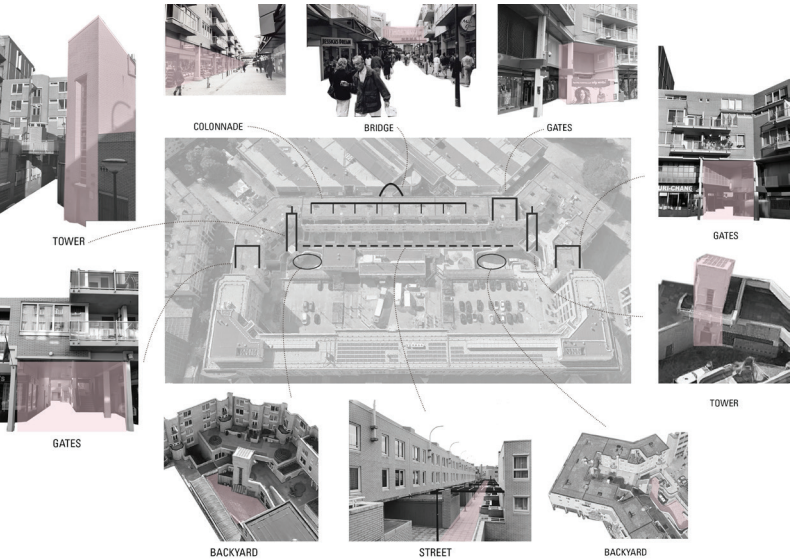 COLONNADE
BRIDGE
GATES
TOWER
GATES
GATES
TOWER
BACKYARD
STREET
BACKYARD